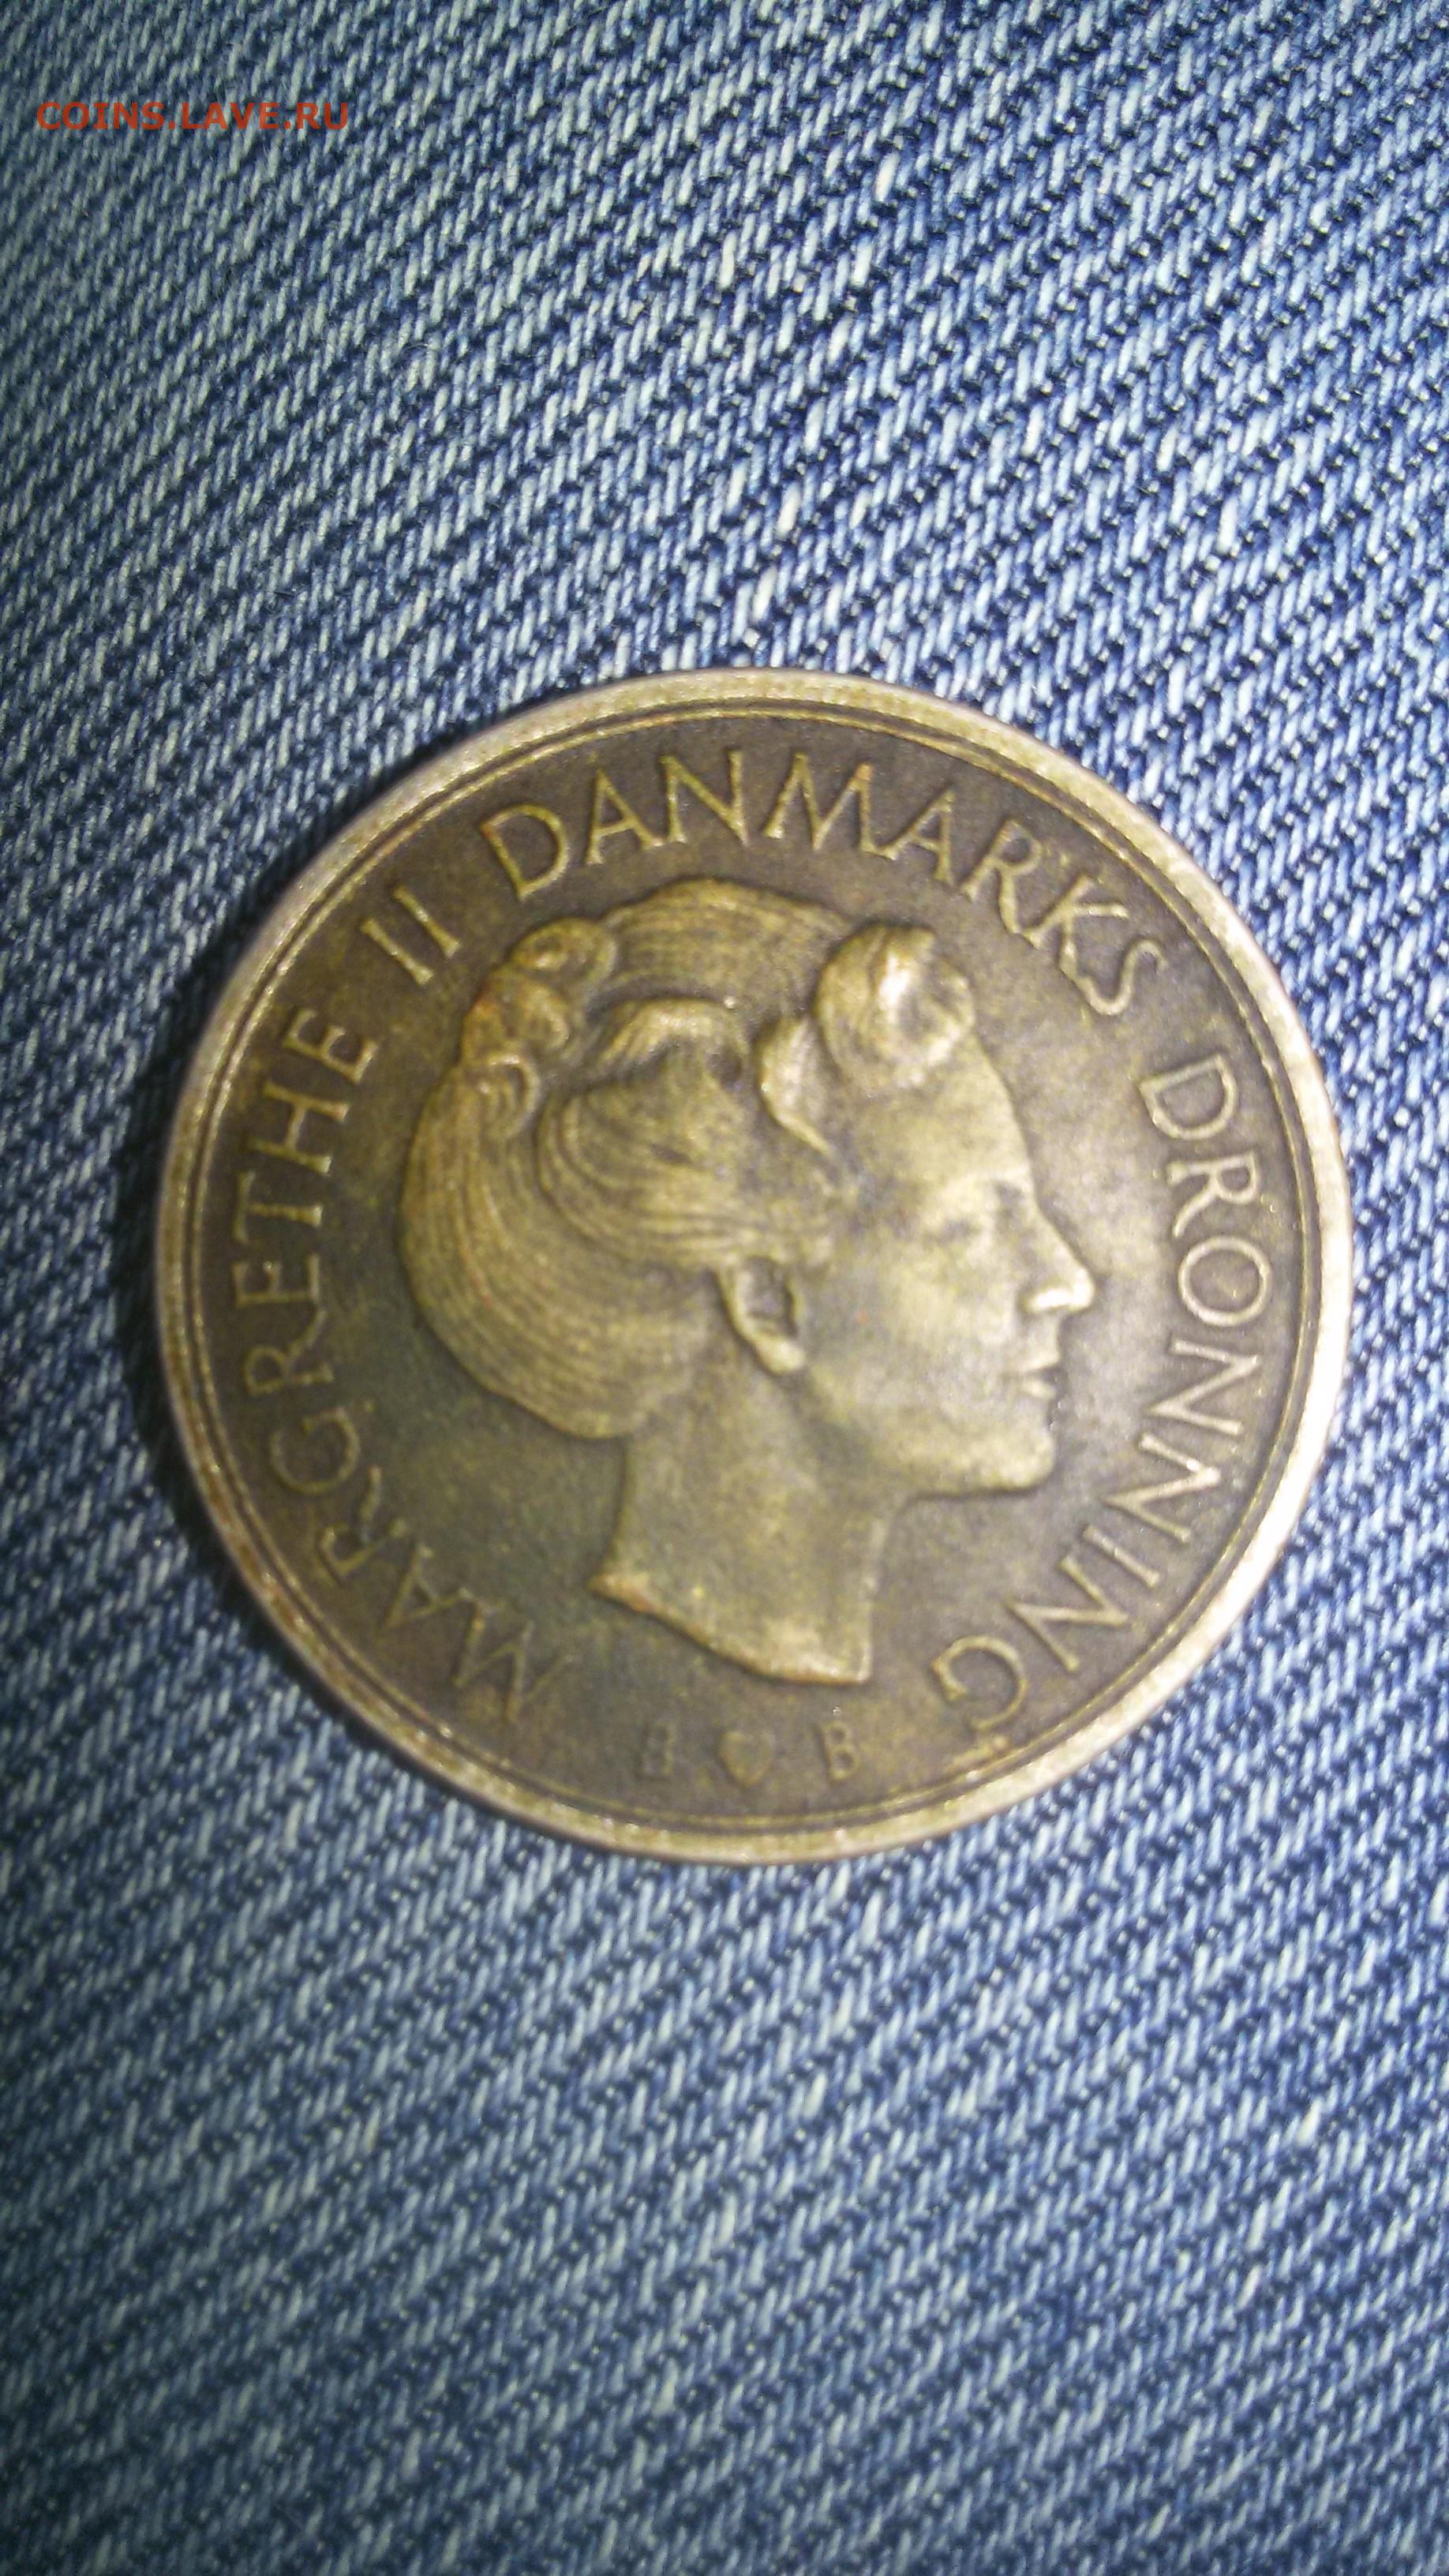 COINS.LAVE.RU
MARGRETHE II DANMARKS DRONNING
B ♥ B